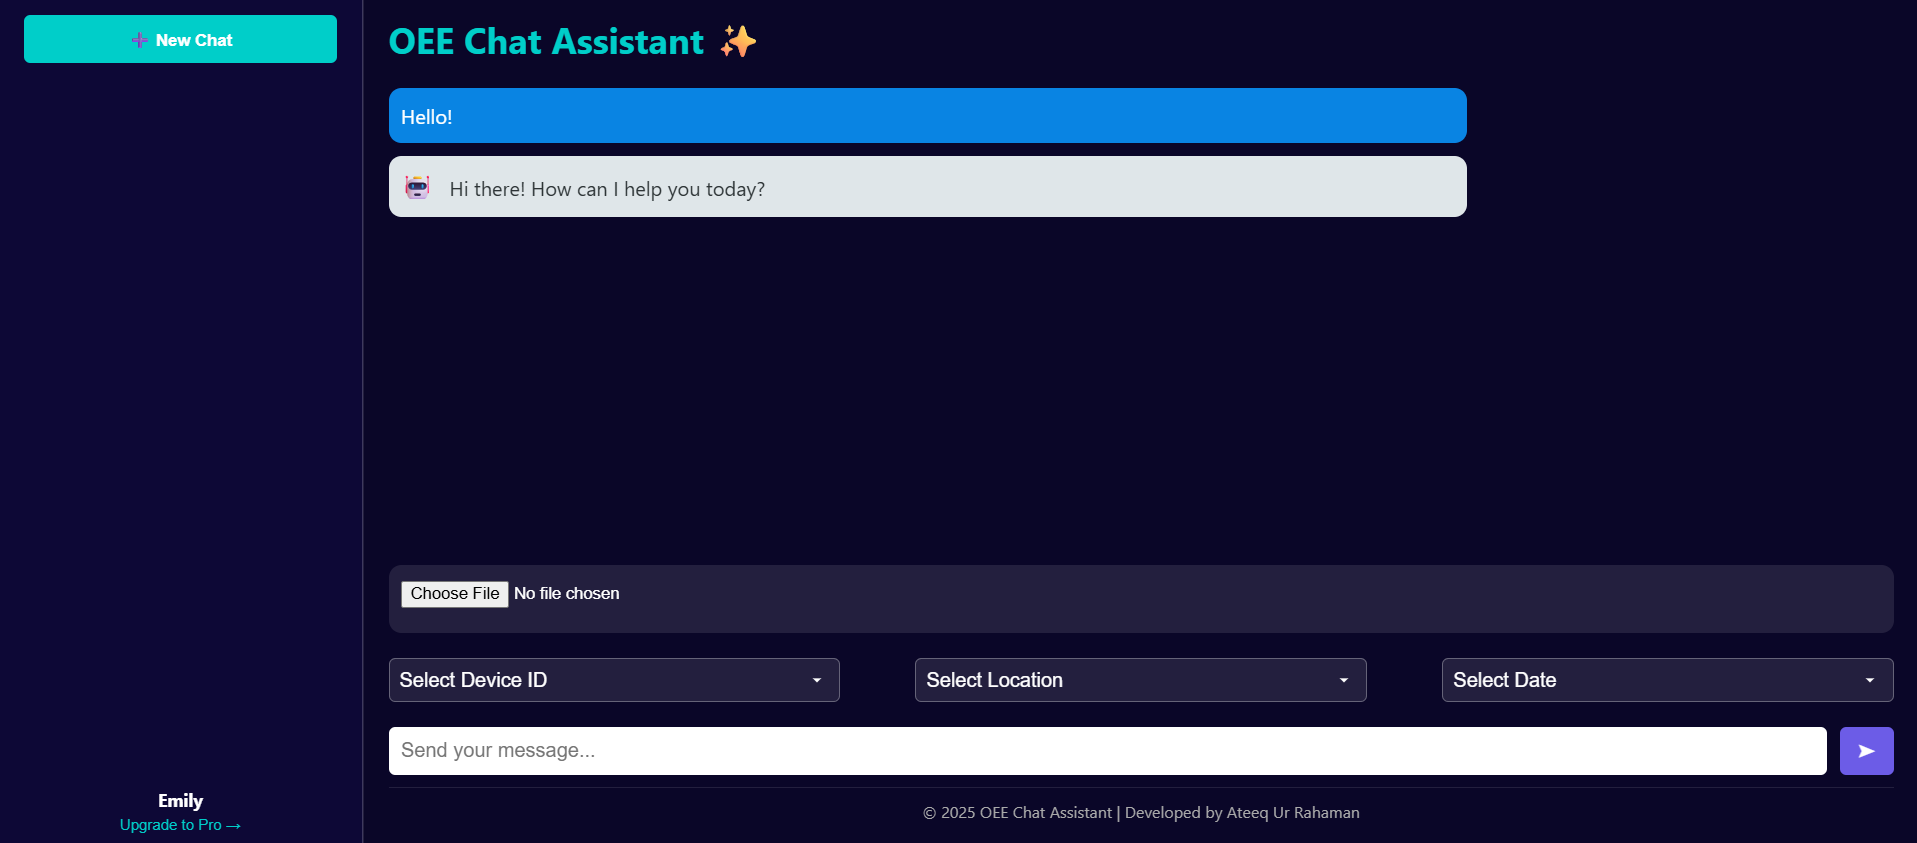 New Chat
OEE Chat Assistant ✨
Hello!
Hi there! How can I help you today?
Choose File No file chosen
Select Device ID
Select Location
Select Date
Send your message...
Emily
Upgrade to Pro →
© 2025 OEE Chat Assistant | Developed by Ateeq Ur Rahaman